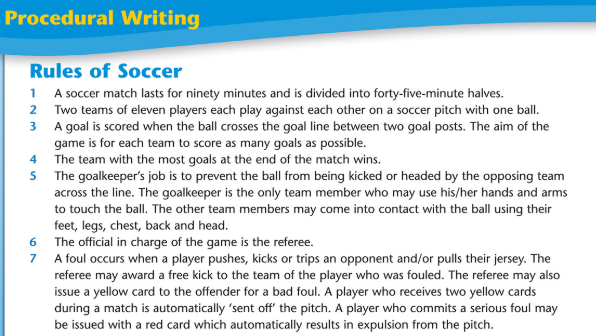 Procedural Writing
Rules of Soccer
1 A soccer match lasts for ninety minutes and is divided into forty-five-minute halves.
2 Two teams of eleven players each play against each other on a soccer pitch with one ball.
3 A goal is scored when the ball crosses the goal line between two goal posts. The aim of the
game is for each team to score as many goals as possible.
4 The team with the most goals at the end of the match wins.
5 The goalkeeper's job is to prevent the ball from being kicked or headed by the opposing team
across the line. The goalkeeper is the only team member who may use his/her hands and arms
to touch the ball. The other team members may come into contact with the ball using their
feet, legs, chest, back and head.
6 The official in charge of the game is the referee.
7 A foul occurs when a player pushes, kicks or trips an opponent and/or pulls their jersey. The
referee may award a free kick to the team of the player who was fouled. The referee may also
issue a yellow card to the offender for a bad foul. A player who receives two yellow cards
during a match is automatically ‘sent off’ the pitch. A player who commits a serious foul may
be issued with a red card which automatically results in expulsion from the pitch.